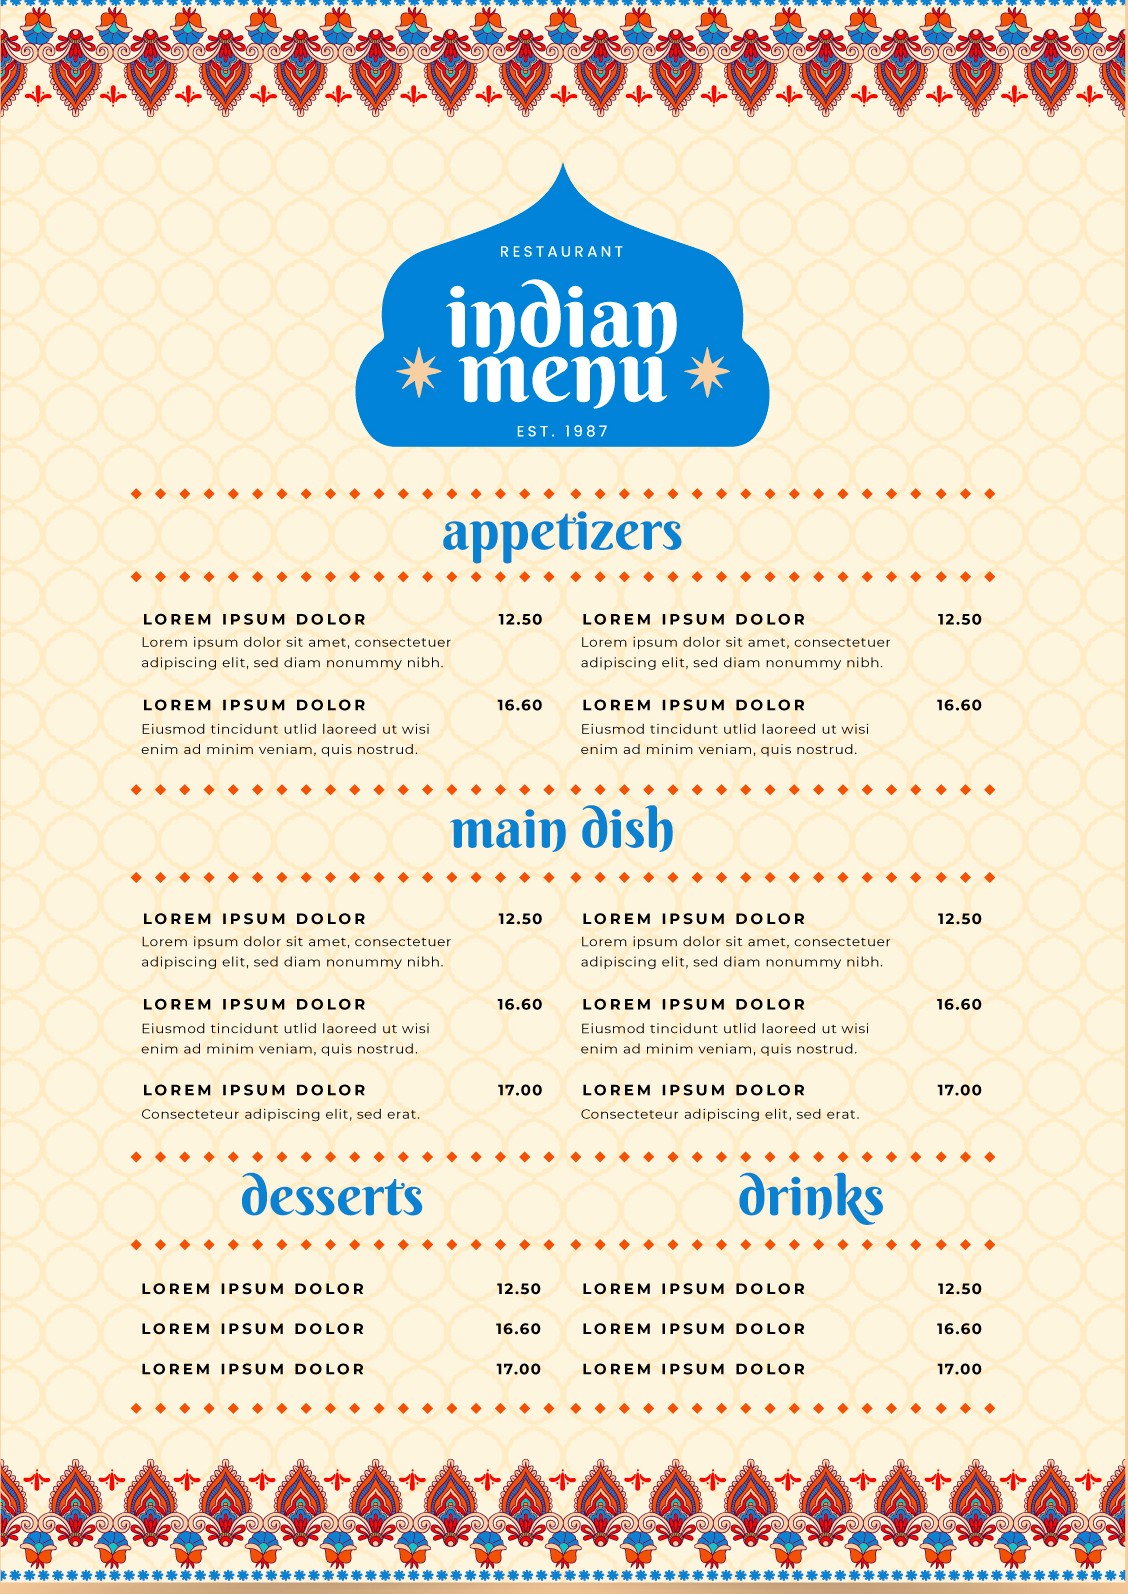 RESTAURANT
indian
menu
EST. 1987
appetizers
LOREM IPSUM DOLOR 12.50
Lorem ipsum dolor sit amet, consectetuer
adipiscing elit, sed diam nonummy nibh.
LOREM IPSUM DOLOR 16.60
Eiusmod tincidunt utlid laoreed ut wisi
enim ad minim veniam, quis nostrud.
LOREM IPSUM DOLOR 12.50
Lorem ipsum dolor sit amet, consectetuer
adipiscing elit, sed diam nonummy nibh.
LOREM IPSUM DOLOR 16.60
Eiusmod tincidunt utlid laoreed ut wisi
enim ad minim veniam, quis nostrud.
main dish
LOREM IPSUM DOLOR 12.50
Lorem ipsum dolor sit amet, consectetuer
adipiscing elit, sed diam nonummy nibh.
LOREM IPSUM DOLOR 16.60
Eiusmod tincidunt utlid laoreed ut wisi
enim ad minim veniam, quis nostrud.
LOREM IPSUM DOLOR 17.00
Consecteteur adipiscing elit, sed erat.
LOREM IPSUM DOLOR 12.50
Lorem ipsum dolor sit amet, consectetuer
adipiscing elit, sed diam nonummy nibh.
LOREM IPSUM DOLOR 16.60
Eiusmod tincidunt utlid laoreed ut wisi
enim ad minim veniam, quis nostrud.
LOREM IPSUM DOLOR 17.00
Consecteteur adipiscing elit, sed erat.
desserts
LOREM IPSUM DOLOR 12.50
LOREM IPSUM DOLOR 16.60
LOREM IPSUM DOLOR 17.00
drinks
LOREM IPSUM DOLOR 12.50
LOREM IPSUM DOLOR 16.60
LOREM IPSUM DOLOR 17.00